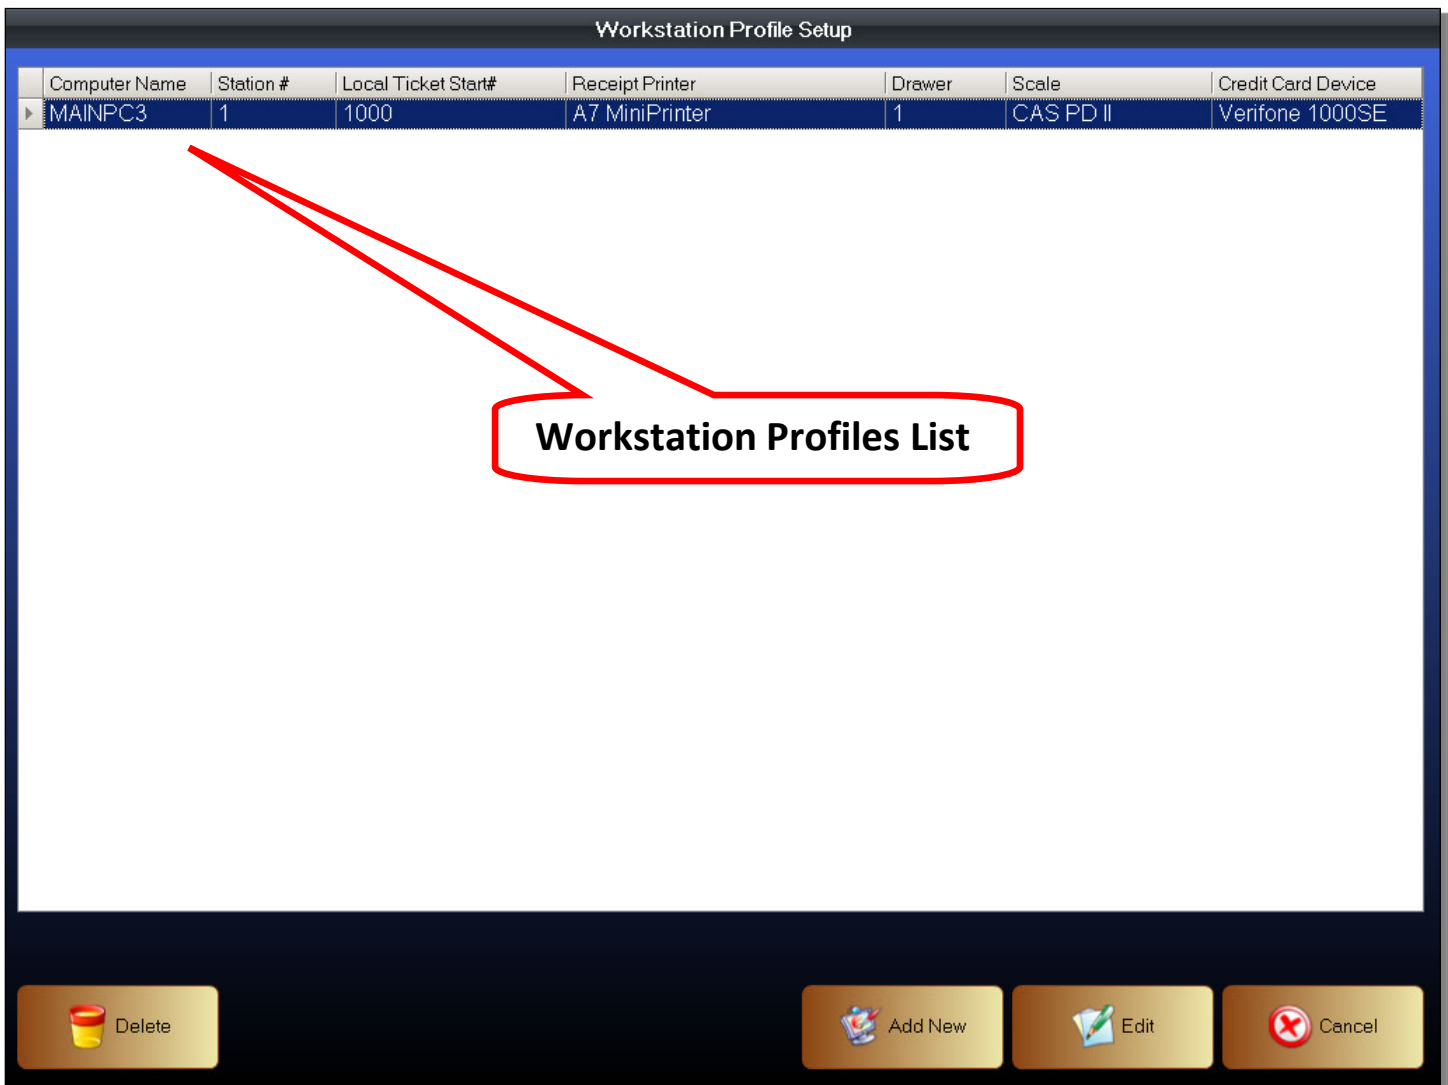 Workstation Profile Setup
Computer Name Station # Local Ticket Start# Receipt Printer Drawer Scale Credit Card Device
MAINPC3 1 1000 A7 MiniPrinter 1 CAS PD II Verifone 1000SE
Workstation Profiles List
Delete Add New Edit Cancel